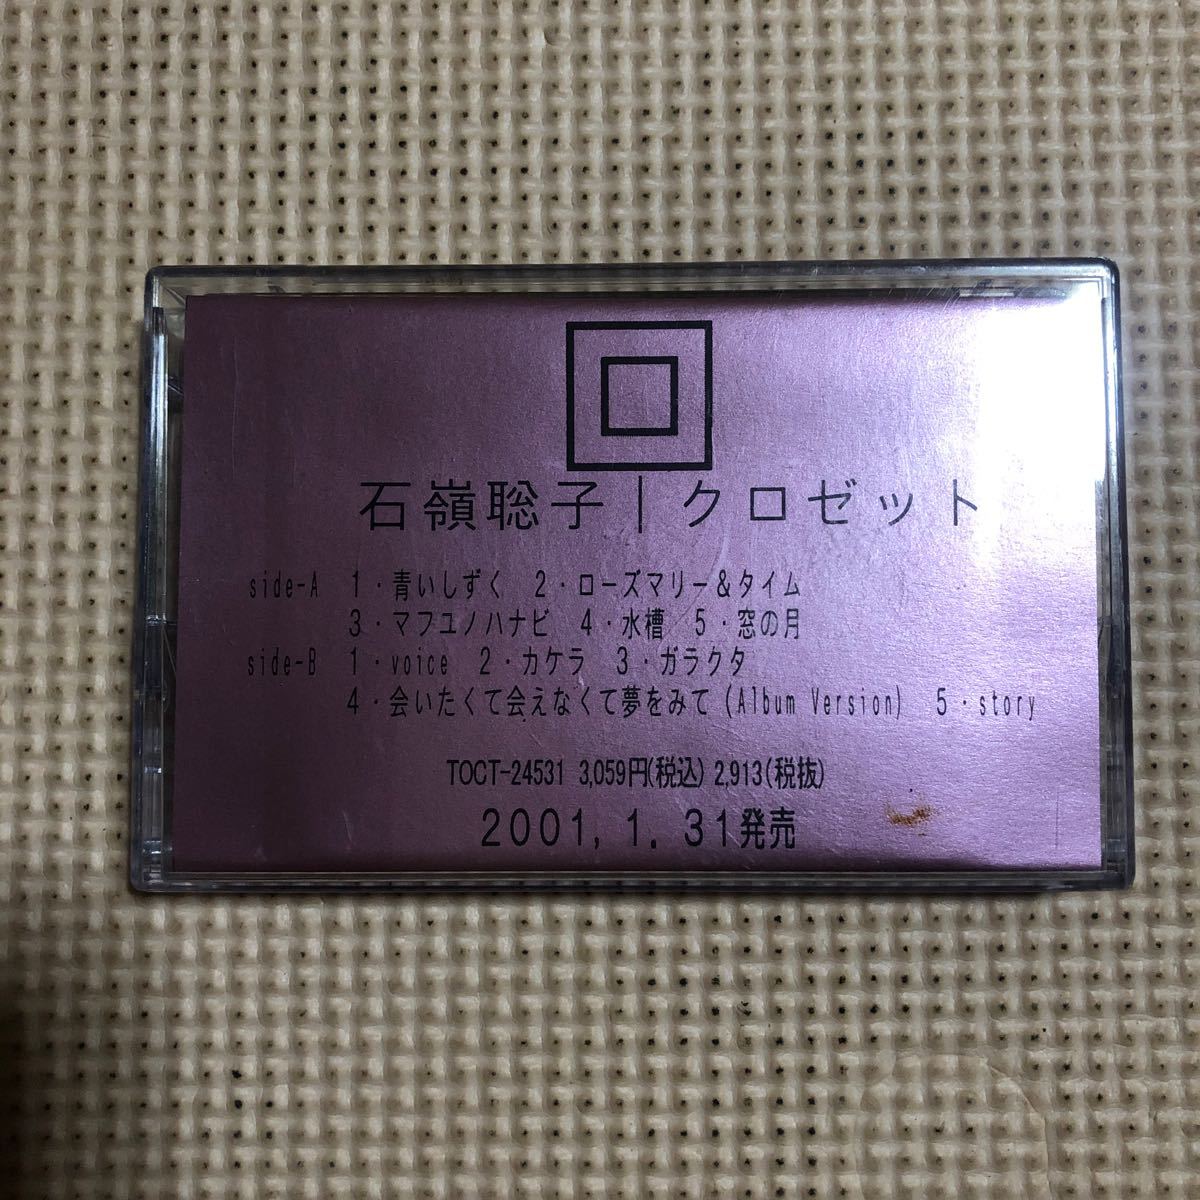 石嶺聡子｜クロゼット
side-A 1・青いしずく 2・ローズマリー＆タイム
3・マフユノハナビ 4・水槽 5・窓の月
side-B 1・voice 2・カケラ 3・ガラクタ
4・会いたくて会えなくて夢をみて(Album Version) 5・story
TOCT-24531 3,059円(税込) 2,913(税抜)
2001,1.31発売